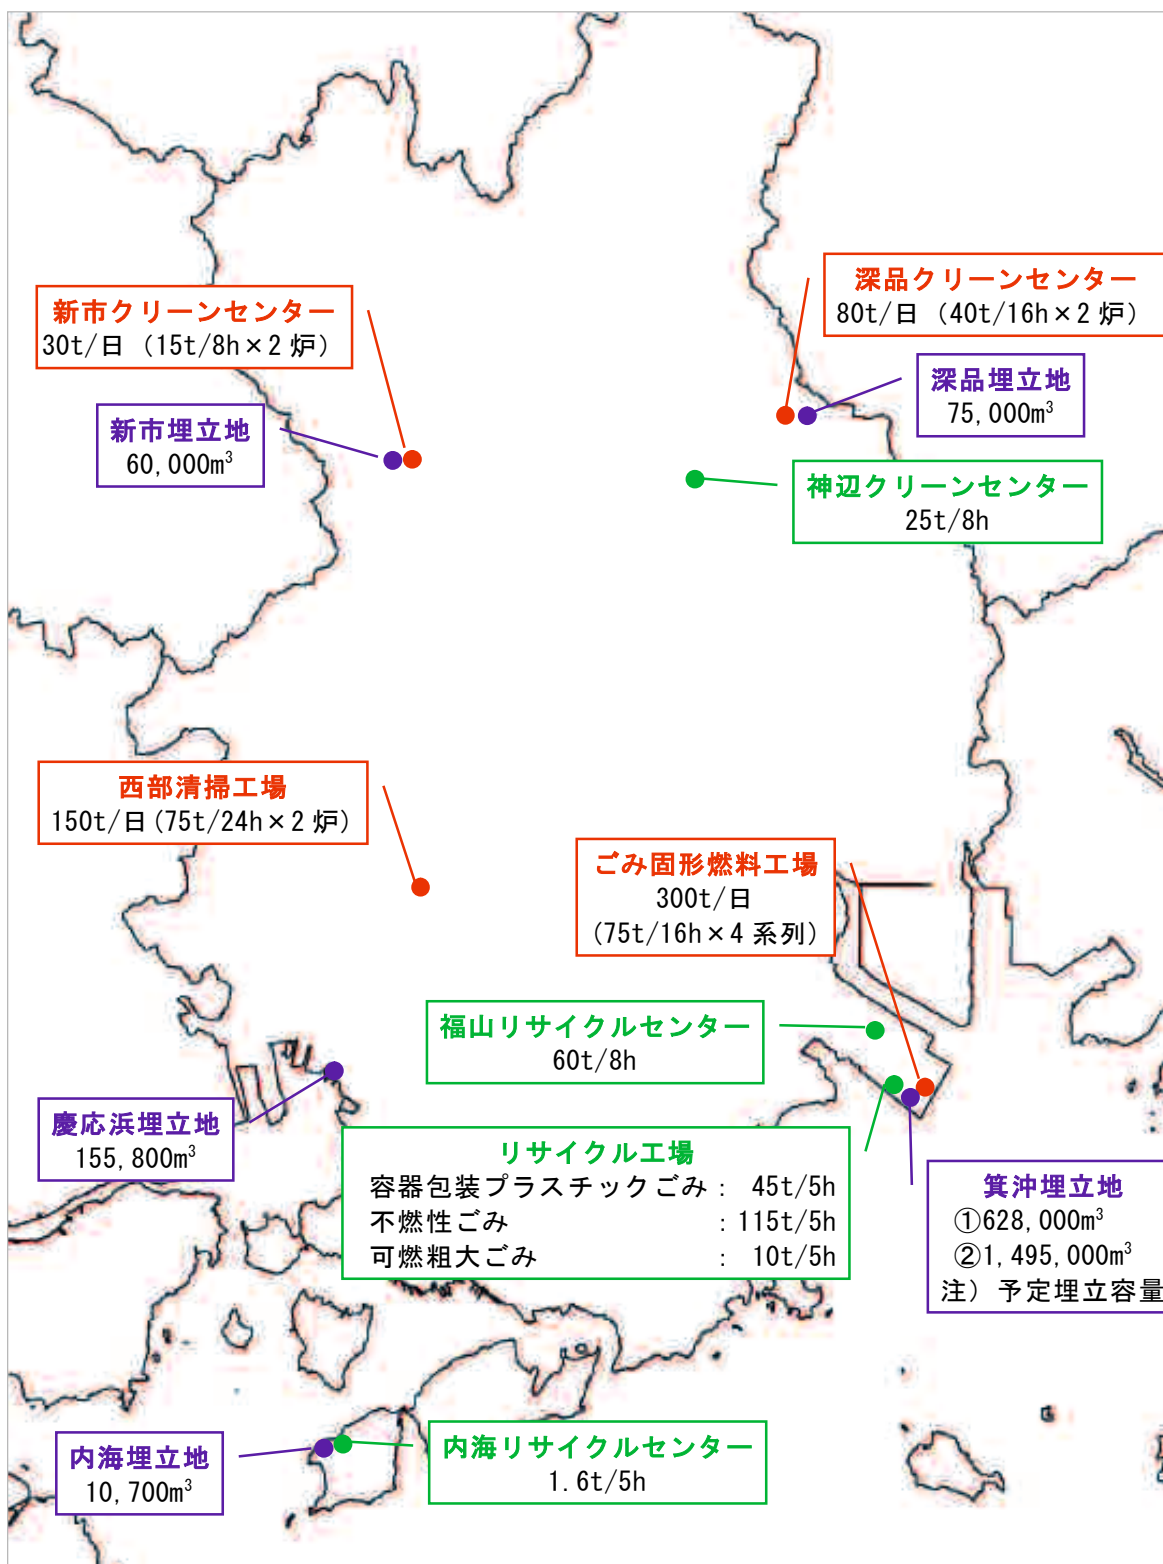 深品クリーンセンター
80t/日（40t/16h×2 炉）
新市クリーンセンター
30t/日（15t/8h×2 炉）
深品埋立地
75,000m³
新市埋立地
60,000m³
神辺クリーンセンター
25t/8h
西部清掃工場
150t/日(75t/24h×2 炉)
ごみ固形燃料工場
300t/日
(75t/16h×4 系列)
福山リサイクルセンター
60t/8h
慶応浜埋立地
155,800m³
リサイクル工場
容器包装プラスチックごみ： 45t/5h
不燃性ごみ ：115t/5h
可燃粗大ごみ ： 10t/5h
箕沖埋立地
①628,000m³
②1,495,000m³
注）予定埋立容量
内海埋立地
10,700m³
内海リサイクルセンター
1.6t/5h